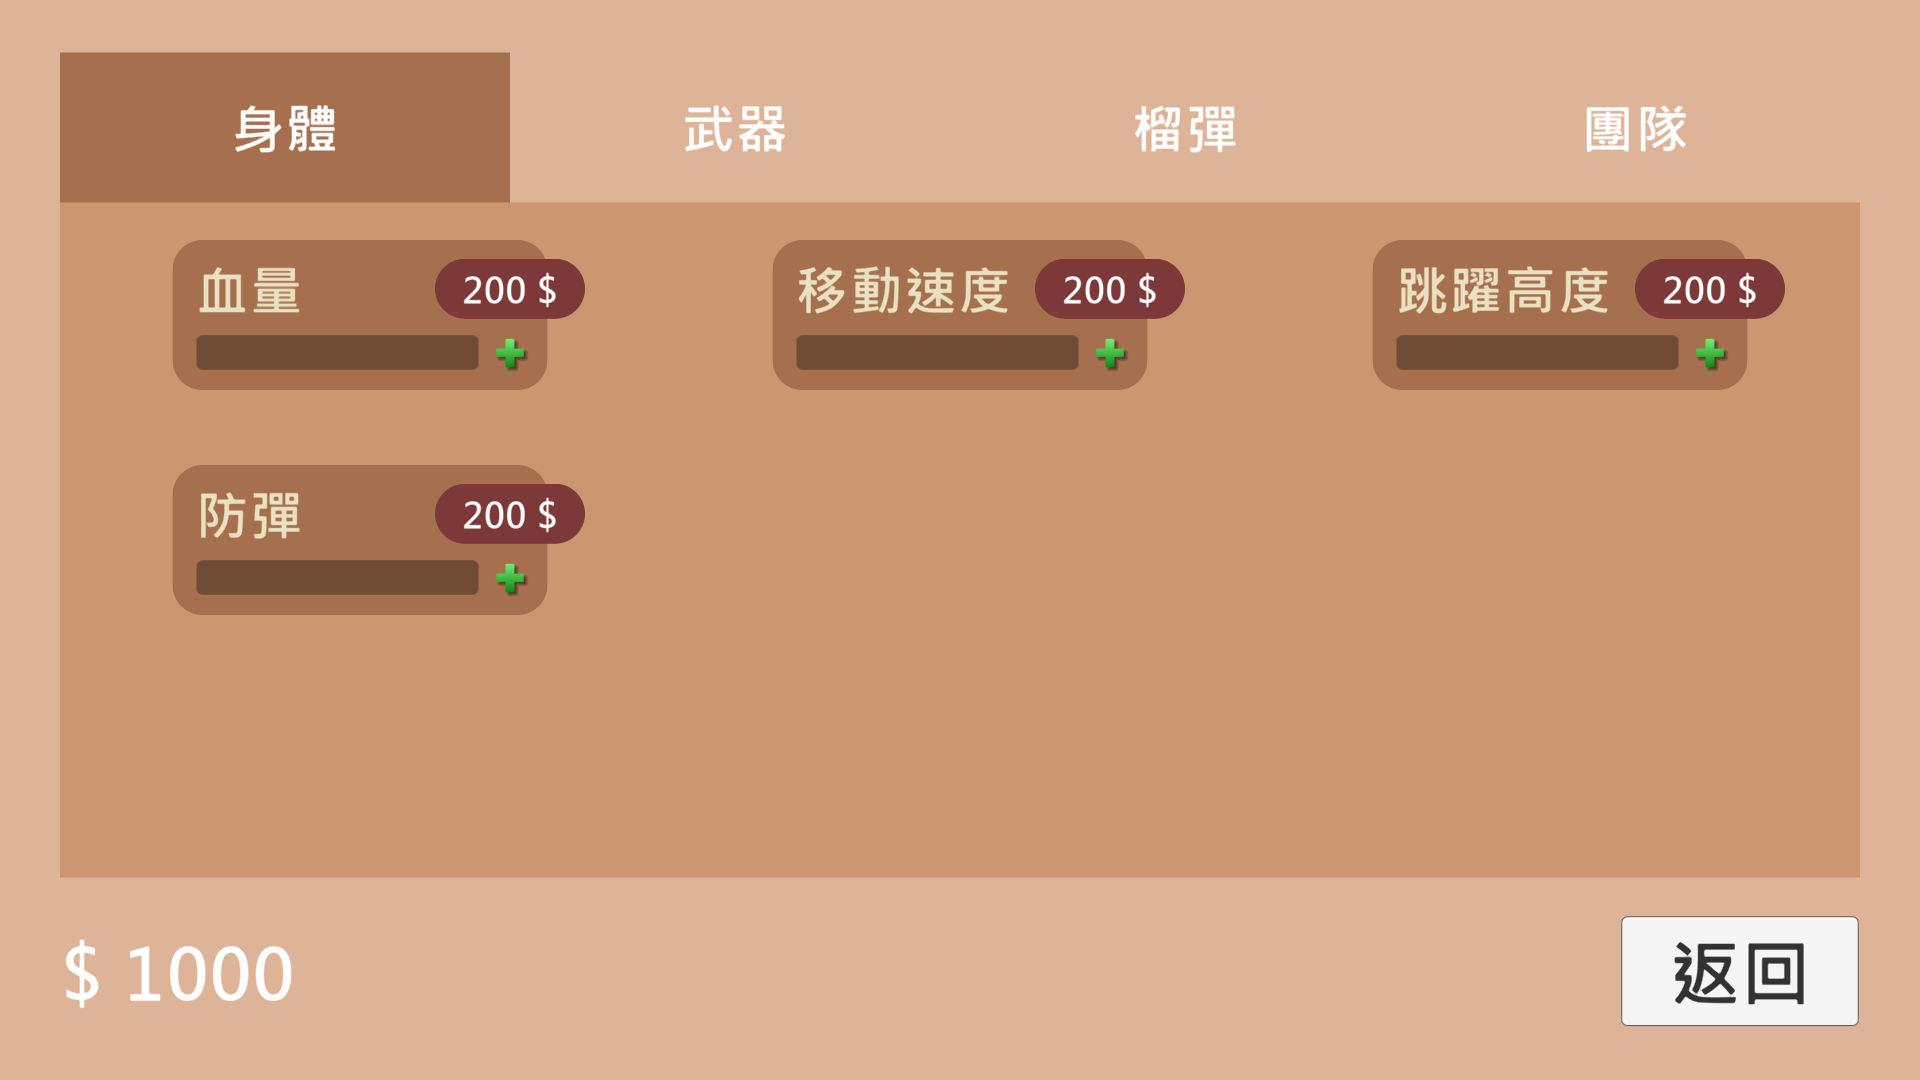 身體 武器 榴彈 團隊
血量 200 $ 移動速度 200 $ 跳躍高度 200 $
防彈 200 $
$ 1000 返回